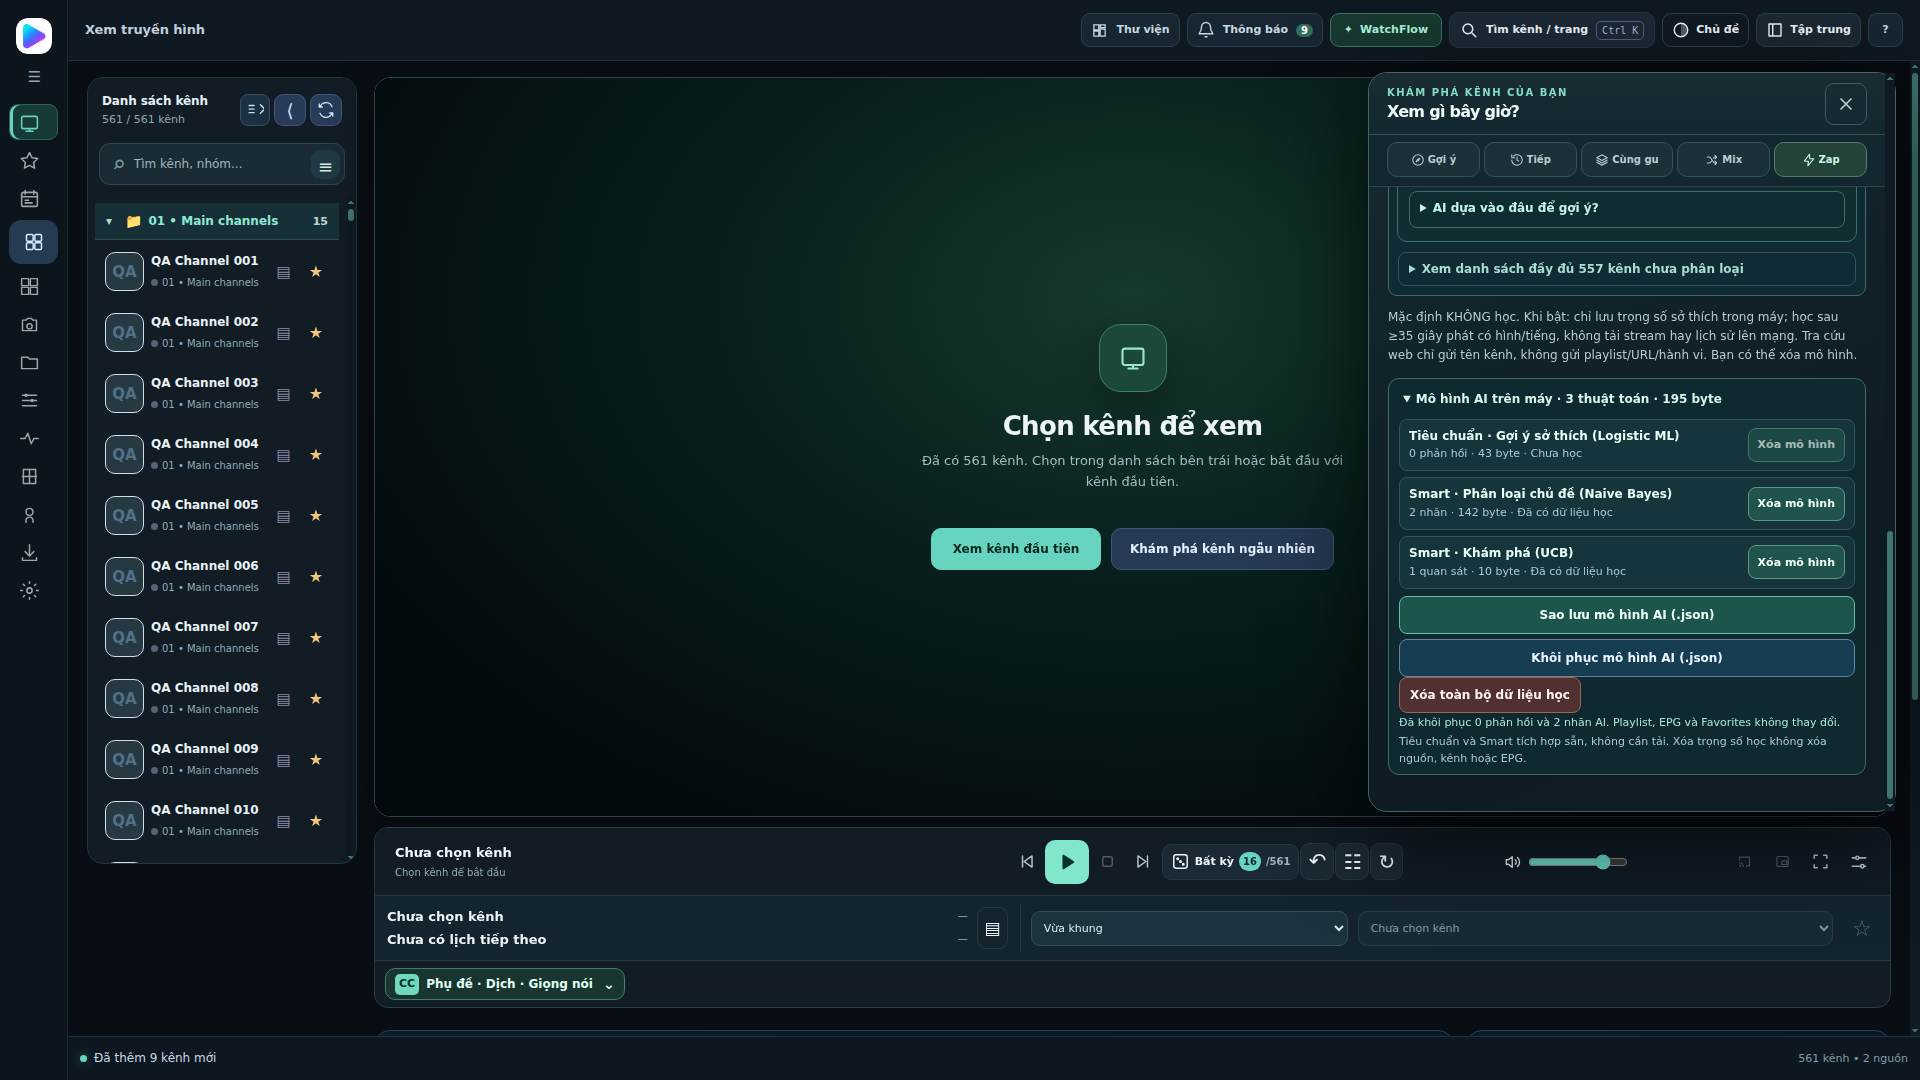 Xem truyền hình
Thư viện
Thông báo 9
✦ WatchFlow
Tìm kênh / trang Ctrl K
Chủ đề
Tập trung
?
Danh sách kênh
561 / 561 kênh
Tìm kênh, nhóm...
01 • Main channels 15
QA
QA Channel 001
01 • Main channels
QA
QA Channel 002
01 • Main channels
QA
QA Channel 003
01 • Main channels
QA
QA Channel 004
01 • Main channels
QA
QA Channel 005
01 • Main channels
QA
QA Channel 006
01 • Main channels
QA
QA Channel 007
01 • Main channels
QA
QA Channel 008
01 • Main channels
QA
QA Channel 009
01 • Main channels
QA
QA Channel 010
01 • Main channels
Chọn kênh để xem
Đã có 561 kênh. Chọn trong danh sách bên trái hoặc bắt đầu với
kênh đầu tiên.
Xem kênh đầu tiên
Khám phá kênh ngẫu nhiên
KHÁM PHÁ KÊNH CỦA BẠN
Xem gì bây giờ?
Gợi ý
Tiếp
Cùng gu
Mix
Zap
AI dựa vào đâu để gợi ý?
Xem danh sách đầy đủ 557 kênh chưa phân loại
Mặc định KHÔNG học. Khi bật: chỉ lưu trọng số sở thích trong máy; học sau
≥35 giây phát có hình/tiếng, không tải stream hay lịch sử lên mạng. Tra cứu
web chỉ gửi tên kênh, không gửi playlist/URL/hành vi. Bạn có thể xóa mô hình.
Mô hình AI trên máy · 3 thuật toán · 195 byte
Tiêu chuẩn · Gợi ý sở thích (Logistic ML)
0 phản hồi · 43 byte · Chưa học
Xóa mô hình
Smart · Phân loại chủ đề (Naive Bayes)
2 nhãn · 142 byte · Đã có dữ liệu học
Xóa mô hình
Smart · Khám phá (UCB)
1 quan sát · 10 byte · Đã có dữ liệu học
Xóa mô hình
Sao lưu mô hình AI (.json)
Khôi phục mô hình AI (.json)
Xóa toàn bộ dữ liệu học
Đã khôi phục 0 phản hồi và 2 nhãn AI. Playlist, EPG và Favorites không thay đổi.
Tiêu chuẩn và Smart tích hợp sẵn, không cần tải. Xóa trọng số học không xóa
nguồn, kênh hoặc EPG.
Chưa chọn kênh
Chọn kênh để bắt đầu
Bất kỳ 16 /561
Chưa chọn kênh —
Chưa có lịch tiếp theo —
Vừa khung
Chưa chọn kênh
CC Phụ đề · Dịch · Giọng nói
Đã thêm 9 kênh mới
561 kênh • 2 nguồn